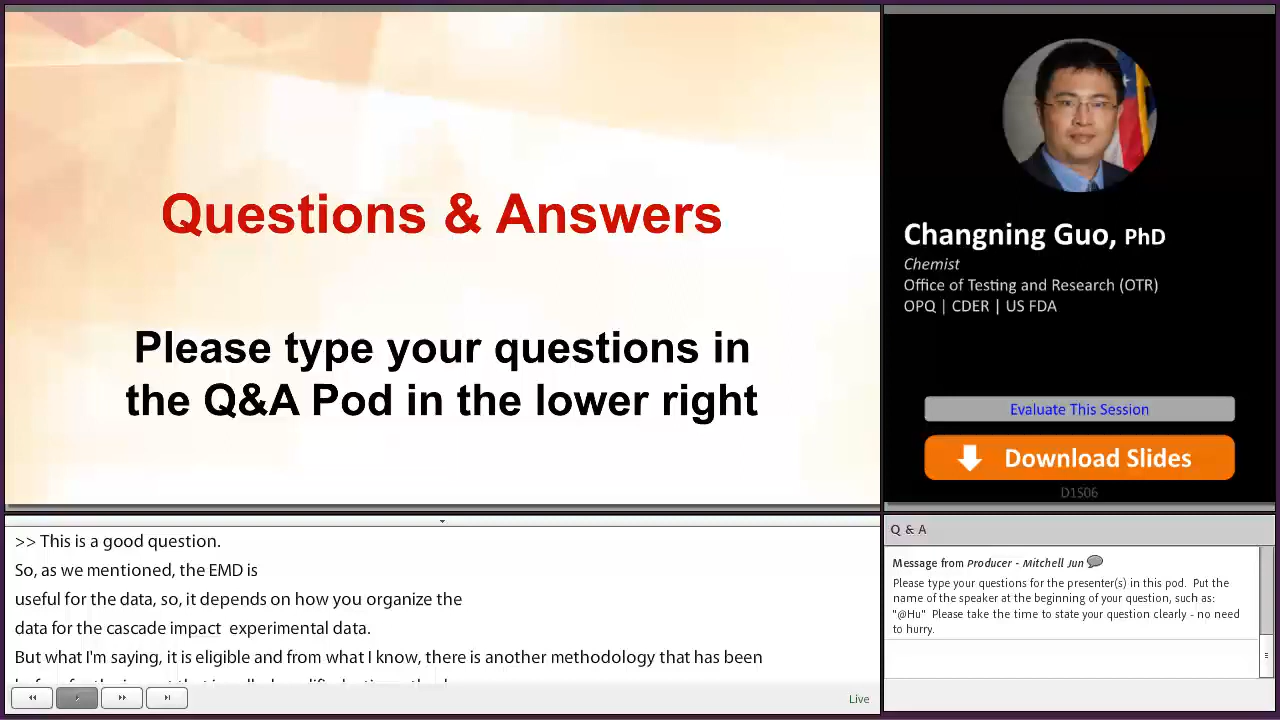 Questions & Answers
Please type your questions in
the Q&A Pod in the lower right
Changning Guo, PhD
Chemist
Office of Testing and Research (OTR)
OPQ | CDER | US FDA
Evaluate This Session
Download Slides
D1S06
>> This is a good question.
So, as we mentioned, the EMD is
useful for the data, so, it depends on how you organize the
data for the cascade impact  experimental data.
But what I'm saying, it is eligible and from what I know, there is another methodology that has been
Live
Q & A
Message from Producer - Mitchell Jun
Please type your questions for the presenter(s) in this pod.  Put the
name of the speaker at the beginning of your question, such as:
"@Hu"  Please take the time to state your question clearly - no need
to hurry.